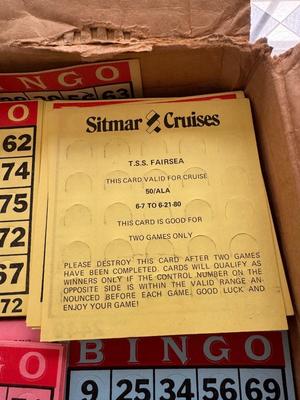 BINGO
63
O
62
74
75
72
67
72
Sitmar Cruises
T.S.S. FAIRSEA
THIS CARD VALID FOR CRUISE
50/ALA
6-7 TO 6-21-80
THIS CARD IS GOOD FOR
TWO GAMES ONLY
PLEASE DESTROY THIS CARD AFTER TWO GAMES
HAVE BEEN COMPLETED. CARDS WILL QUALIFY AS
WINNERS ONLY IF THE CONTROL NUMBER ON THE
OPPOSITE SIDE IS WITHIN THE VALID RANGE AN-
NOUNCED BEFORE EACH GAME. GOOD LUCK AND
ENJOY YOUR GAME!
NGO
BINGO
9 25 34 56 69